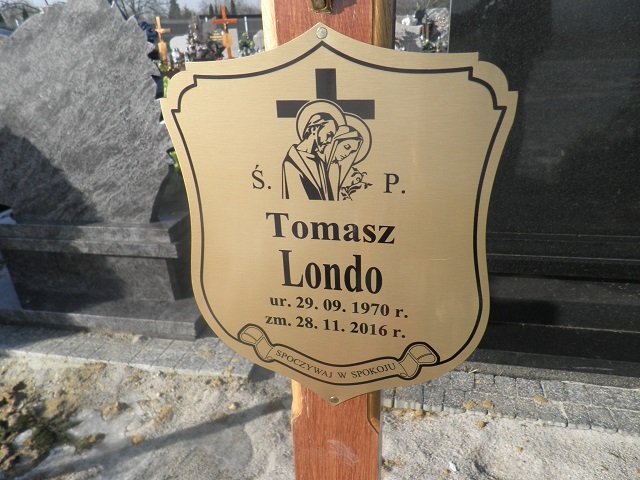 Ś. P.
Tomasz
Londo
ur. 29. 09. 1970 r.
zm. 28. 11. 2016 r.
SPOCZYWAJ W SPOKOJU